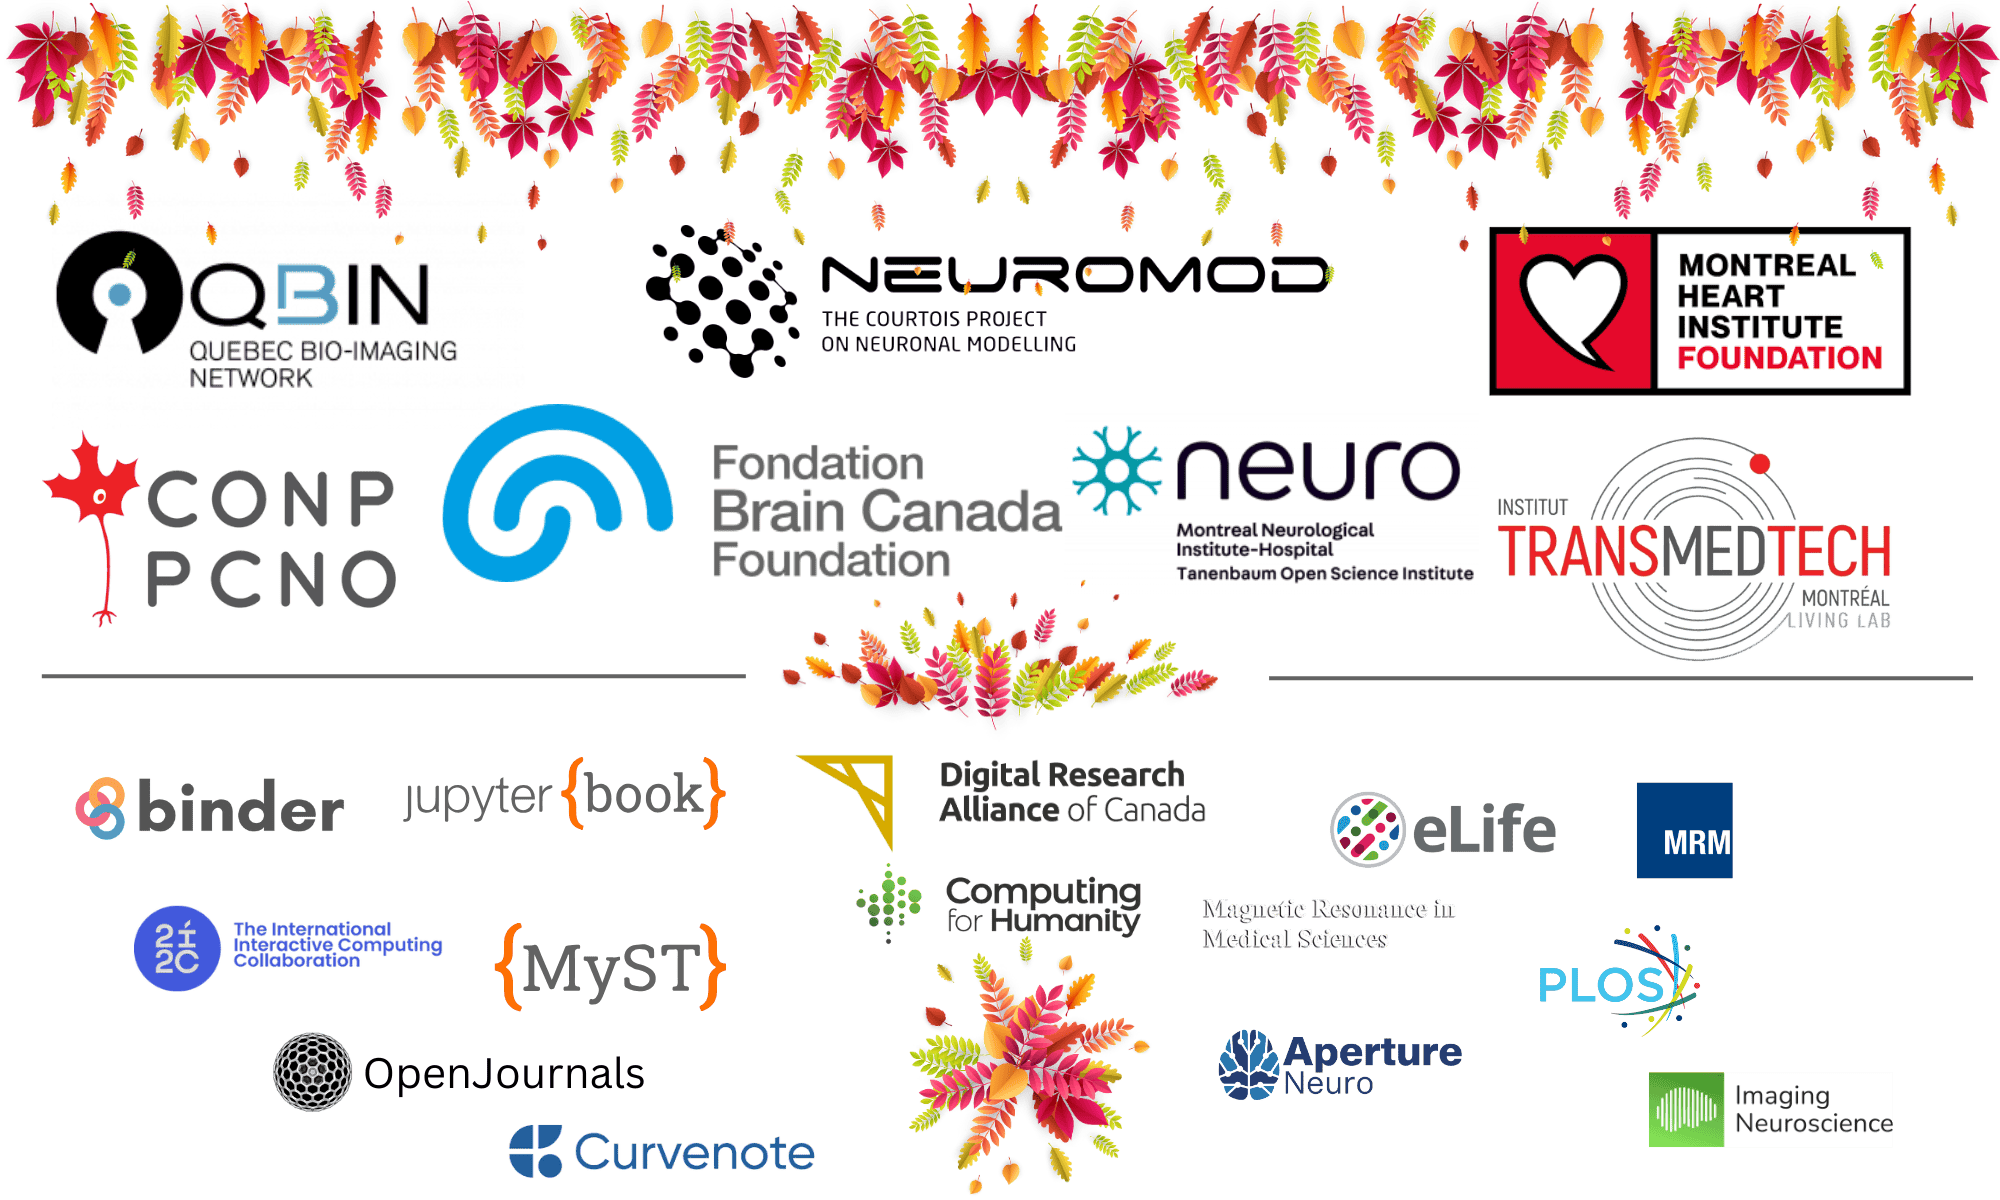 QBIN
QUEBEC BIO-IMAGING
NETWORK
NEUROMOD
THE COURTOIS PROJECT
ON NEURONAL MODELLING
MONTREAL
HEART
INSTITUTE
FOUNDATION
CONP
PCNO
Fondation
Brain Canada
Foundation
neuro
Montreal Neurological
Institute-Hospital
Tanenbaum Open Science Institute
INSTITUT
TRANSMEDTECH
MONTRÉAL
LIVING LAB
binder
jupyter {book}
Digital Research
Alliance of Canada
eLife
MRM
2i2c
The International
Interactive Computing
Collaboration
{MyST}
Computing
for Humanity
Magnetic Resonance in
Medical Sciences
PLOS
OpenJournals
Aperture
Neuro
Imaging
Neuroscience
Curvenote